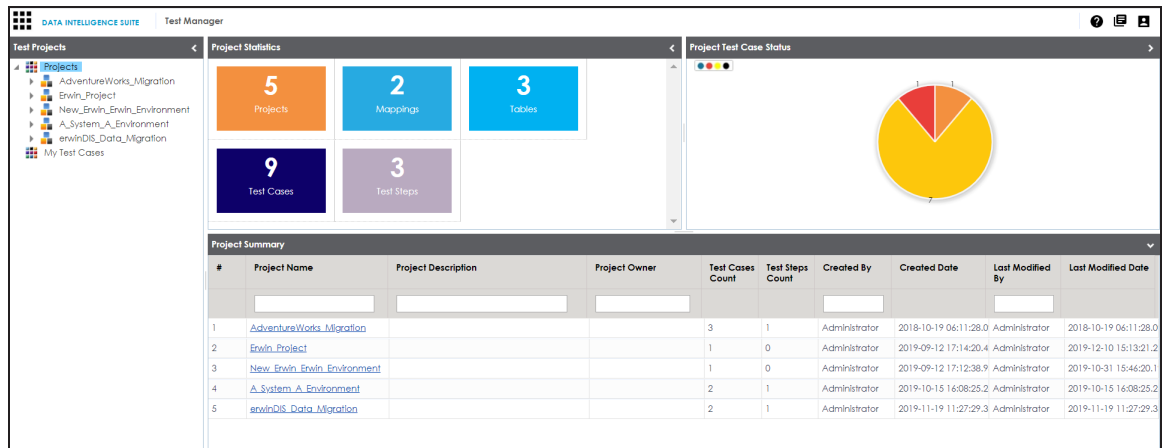 DATA INTELLIGENCE SUITE Test Manager
Test Projects
Projects
AdventureWorks_Migration
Erwin_Project
New_Erwin_Erwin_Environment
A_System_A_Environment
erwinDIS_Data_Migration
My Test Cases
Project Statistics
5
Projects
2
Mappings
3
Tables
9
Test Cases
3
Test Steps
Project Test Case Status
1 1
7
Project Summary
# Project Name Project Description Project Owner Test Cases Count Test Steps Count Created By Created Date Last Modified By Last Modified Date
1 AdventureWorks_Migration 3 1 Administrator 2018-10-19 06:11:28.0 Administrator 2018-10-19 06:11:28.0
2 Erwin_Project 1 0 Administrator 2019-09-12 17:14:20.4 Administrator 2019-12-10 15:13:21.2
3 New_Erwin_Erwin_Environment 1 0 Administrator 2019-09-12 17:12:38.9 Administrator 2019-10-31 15:46:20.1
4 A_System_A_Environment 2 1 Administrator 2019-10-15 16:08:25.2 Administrator 2019-10-15 16:08:25.2
5 erwinDIS_Data_Migration 2 1 Administrator 2019-11-19 11:27:29.3 Administrator 2019-11-19 11:27:29.3